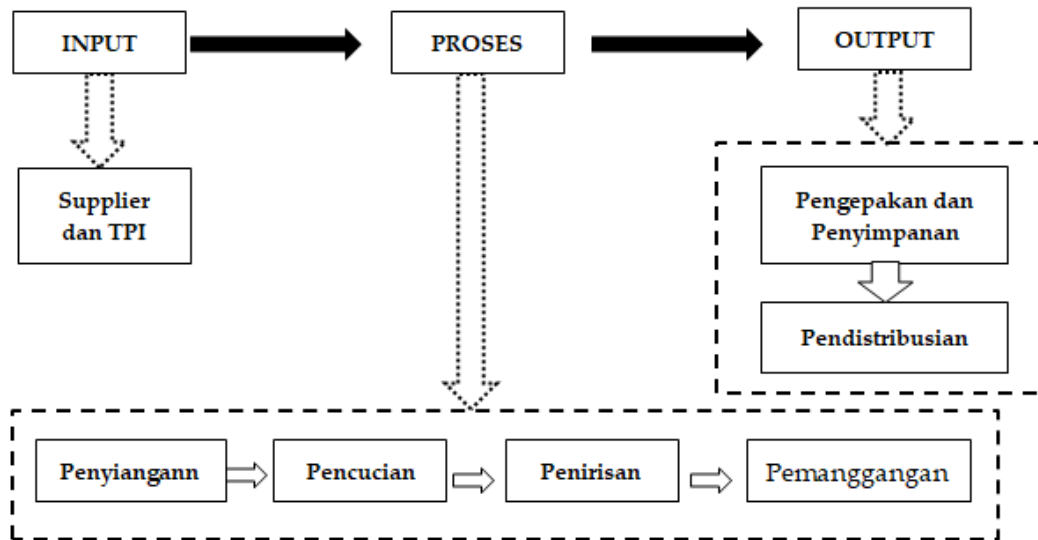 INPUT
PROSES
OUTPUT
Supplier
dan TPI
Pengepakan dan
Penyimpanan
Pendistribusian
Penyiangann
Pencucian
Penirisan
Pemanggangan